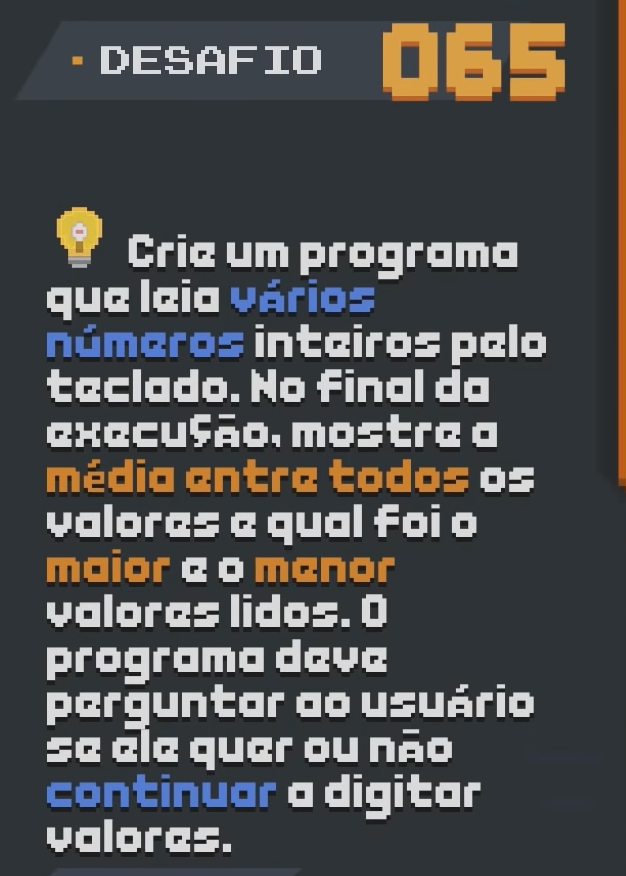 DESAFIO 065
Crie um programa
que leia vários
números inteiros pelo
teclado. No final da
execução, mostre a
média entre todos os
valores e qual foi o
maior e o menor
valores lidos. O
programa deve
perguntar ao usuário
se ele quer ou não
continuar a digitar
valores.